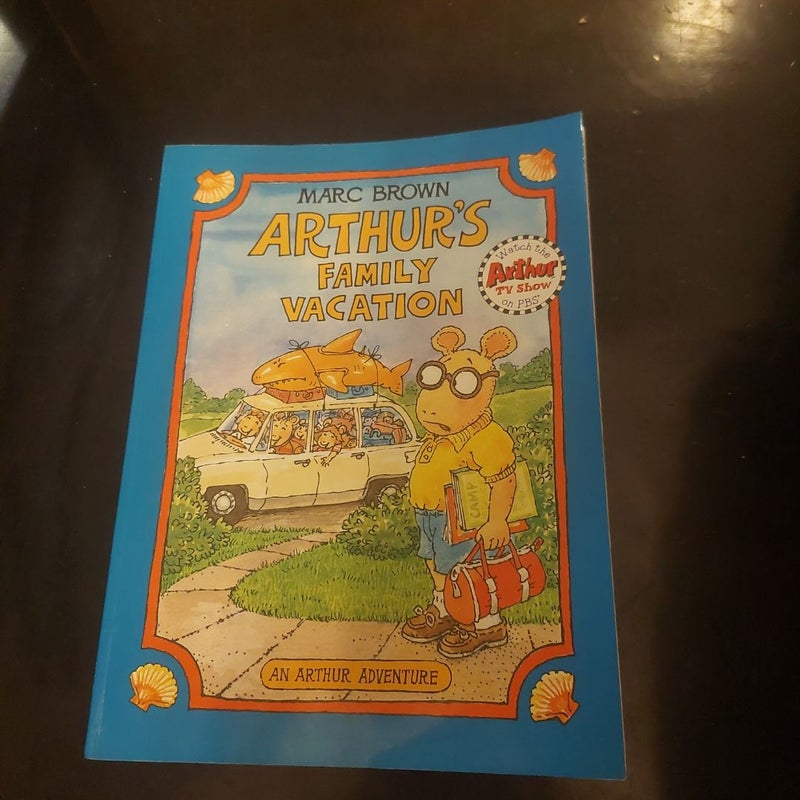 MARC BROWN
ARTHUR'S
FAMILY
VACATION
Watch the
Arthur
TV Show
on PBS
CAMP
AN ARTHUR ADVENTURE